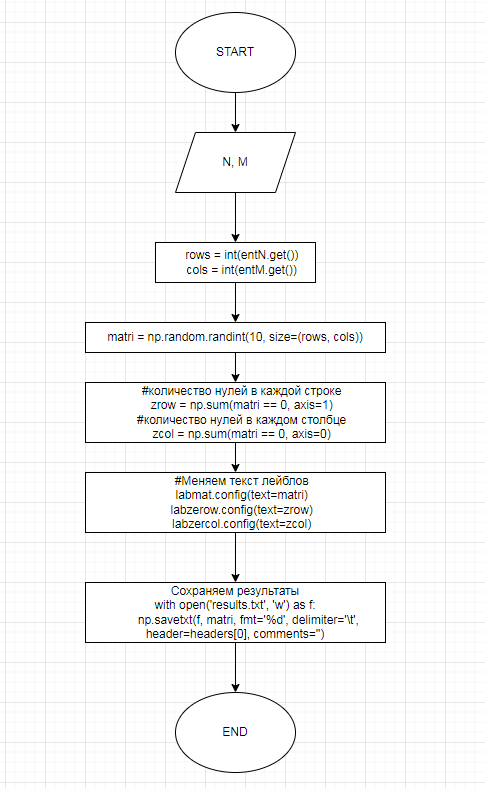 START
N, M
rows = int(entN.get())
cols = int(entM.get())
matri = np.random.randint(10, size=(rows, cols))
#количество нулей в каждой строке
zrow = np.sum(matri == 0, axis=1)
#количество нулей в каждом столбце
zcol = np.sum(matri == 0, axis=0)
#Меняем текст лейблов
labmat.config(text=matri)
labzerow.config(text=zrow)
labzercol.config(text=zcol)
Сохраняем результаты
with open('results.txt', 'w') as f:
np.savetxt(f, matri, fmt='%d', delimiter='\t',
header=headers[0], comments='')
END